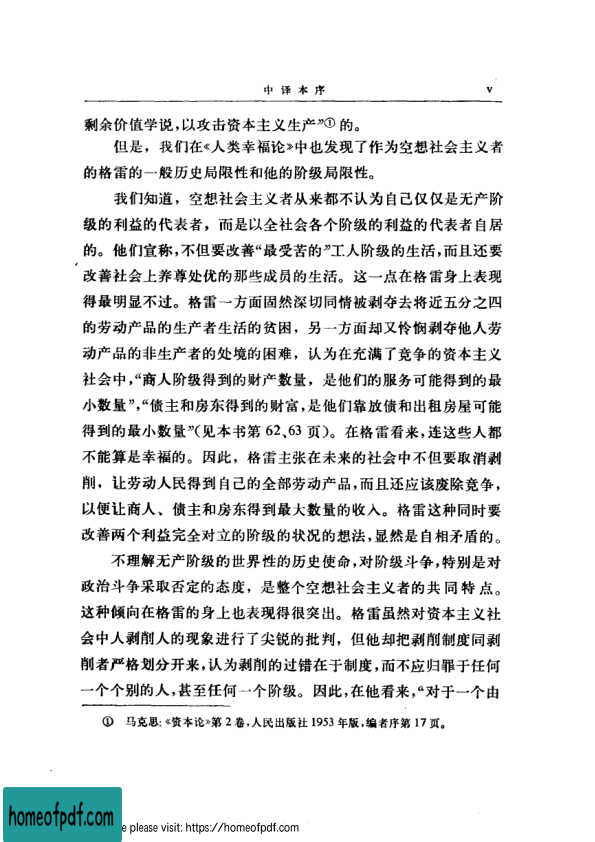 中译本序 v
剩余价值学说,以攻击资本主义生产”①的。
但是,我们在《人类幸福论》中也发现了作为空想社会主义者
的格雷的一般历史局限性和他的阶级局限性。
我们知道,空想社会主义者从来都不认为自己仅仅是无产阶
级的利益的代表者,而是以全社会各个阶级的利益的代表者自居
的。他们宣称,不但要改善“最受苦的”工人阶级的生活,而且还要
改善社会上养尊处优的那些成员的生活。这一点在格雷身上表现
得最明显不过。格雷一方面固然深切同情被剥夺去将近五分之四
的劳动产品的生产者生活的贫困,另一方面却又怜悯剥夺他人劳
动产品的非生产者的处境的困难,认为在充满了竞争的资本主义
社会中,“商人阶级得到的财产数量,是他们的服务可能得到的最
小数量”,“债主和房东得到的财富,是他们靠放债和出租房屋可能
得到的最小数量”(见本书第62、63页)。在格雷看来,连这些人都
不能算是幸福的。因此,格雷主张在未来的社会中不但要取消剥
削,让劳动人民得到自己的全部劳动产品,而且还应该废除竞争,
以便让商人、债主和房东得到最大数量的收入。格雷这种同时要
改善两个利益完全对立的阶级的状况的想法,显然是自相矛盾的。
不理解无产阶级的世界性的历史使命,对阶级斗争,特别是对
政治斗争采取否定的态度,是整个空想社会主义者的共同特点。
这种倾向在格雷的身上也表现得很突出。格雷虽然对资本主义社
会中人剥削人的现象进行了尖锐的批判,但他却把剥削制度同剥
削者严格划分开来,认为剥削的过错在于制度,而不应归罪于任何
一个个别的人,甚至任何一个阶级。因此,在他看来,“对于一个由
① 马克思:《资本论》第2卷,人民出版社1953年版,编者序第17页。
homeofpdf.com
e please visit: https://homeofpdf.com